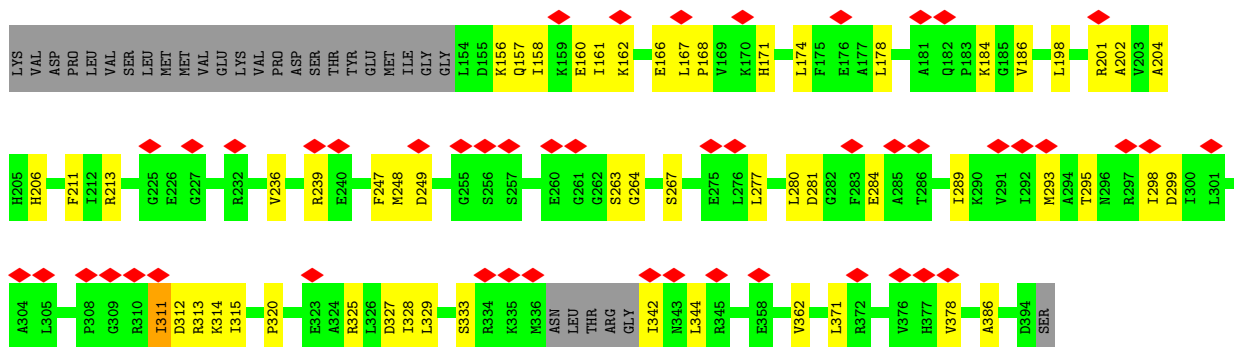 LYS VAL ASP PRO LEU VAL SER LEU MET MET VAL GLU LYS VAL PRO ASP SER THR TYR GLU MET ILE GLY GLY L154 D155 K156 Q157 I158 K159 E160 I161 K162 E166 L167 P168 V169 K170 H171 L174 F175 E176 A177 L178 A181 Q182 P183 K184 G185 V186 L198 R201 A202 V203 A204
H205 H206 F211 I212 R213 G225 E226 G227 R232 V236 R239 E240 F247 M248 D249 G255 S256 S257 E260 G261 G262 S263 G264 S267 E275 L276 L277 L280 D281 G282 F283 E284 A285 T286 I289 K290 V291 I292 M293 A294 T295 N296 R297 I298 D299 I300 L301
A304 L305 P308 G309 R310 I311 D312 R313 K314 I315 P320 E323 A324 R325 L326 D327 I328 L329 S333 R334 K335 M336 ASN LEU THR ARG GLY I342 N343 L344 R345 E358 V362 L371 R372 V376 H377 V378 A386 D394 SER